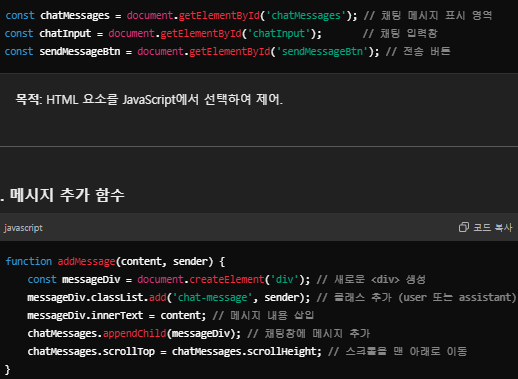 const chatMessages = document.getElementById('chatMessages'); // 채팅 메시지 표시 영역
const chatInput = document.getElementById('chatInput'); // 채팅 입력창
const sendMessageBtn = document.getElementById('sendMessageBtn'); // 전송 버튼
목적: HTML 요소를 JavaScript에서 선택하여 제어.
. 메시지 추가 함수
javascript 코드 복사
function addMessage(content, sender) {
const messageDiv = document.createElement('div'); // 새로운 <div> 생성
messageDiv.classList.add('chat-message', sender); // 클래스 추가 (user 또는 assistant)
messageDiv.innerText = content; // 메시지 내용 삽입
chatMessages.appendChild(messageDiv); // 채팅창에 메시지 추가
chatMessages.scrollTop = chatMessages.scrollHeight; // 스크롤을 맨 아래로 이동
}